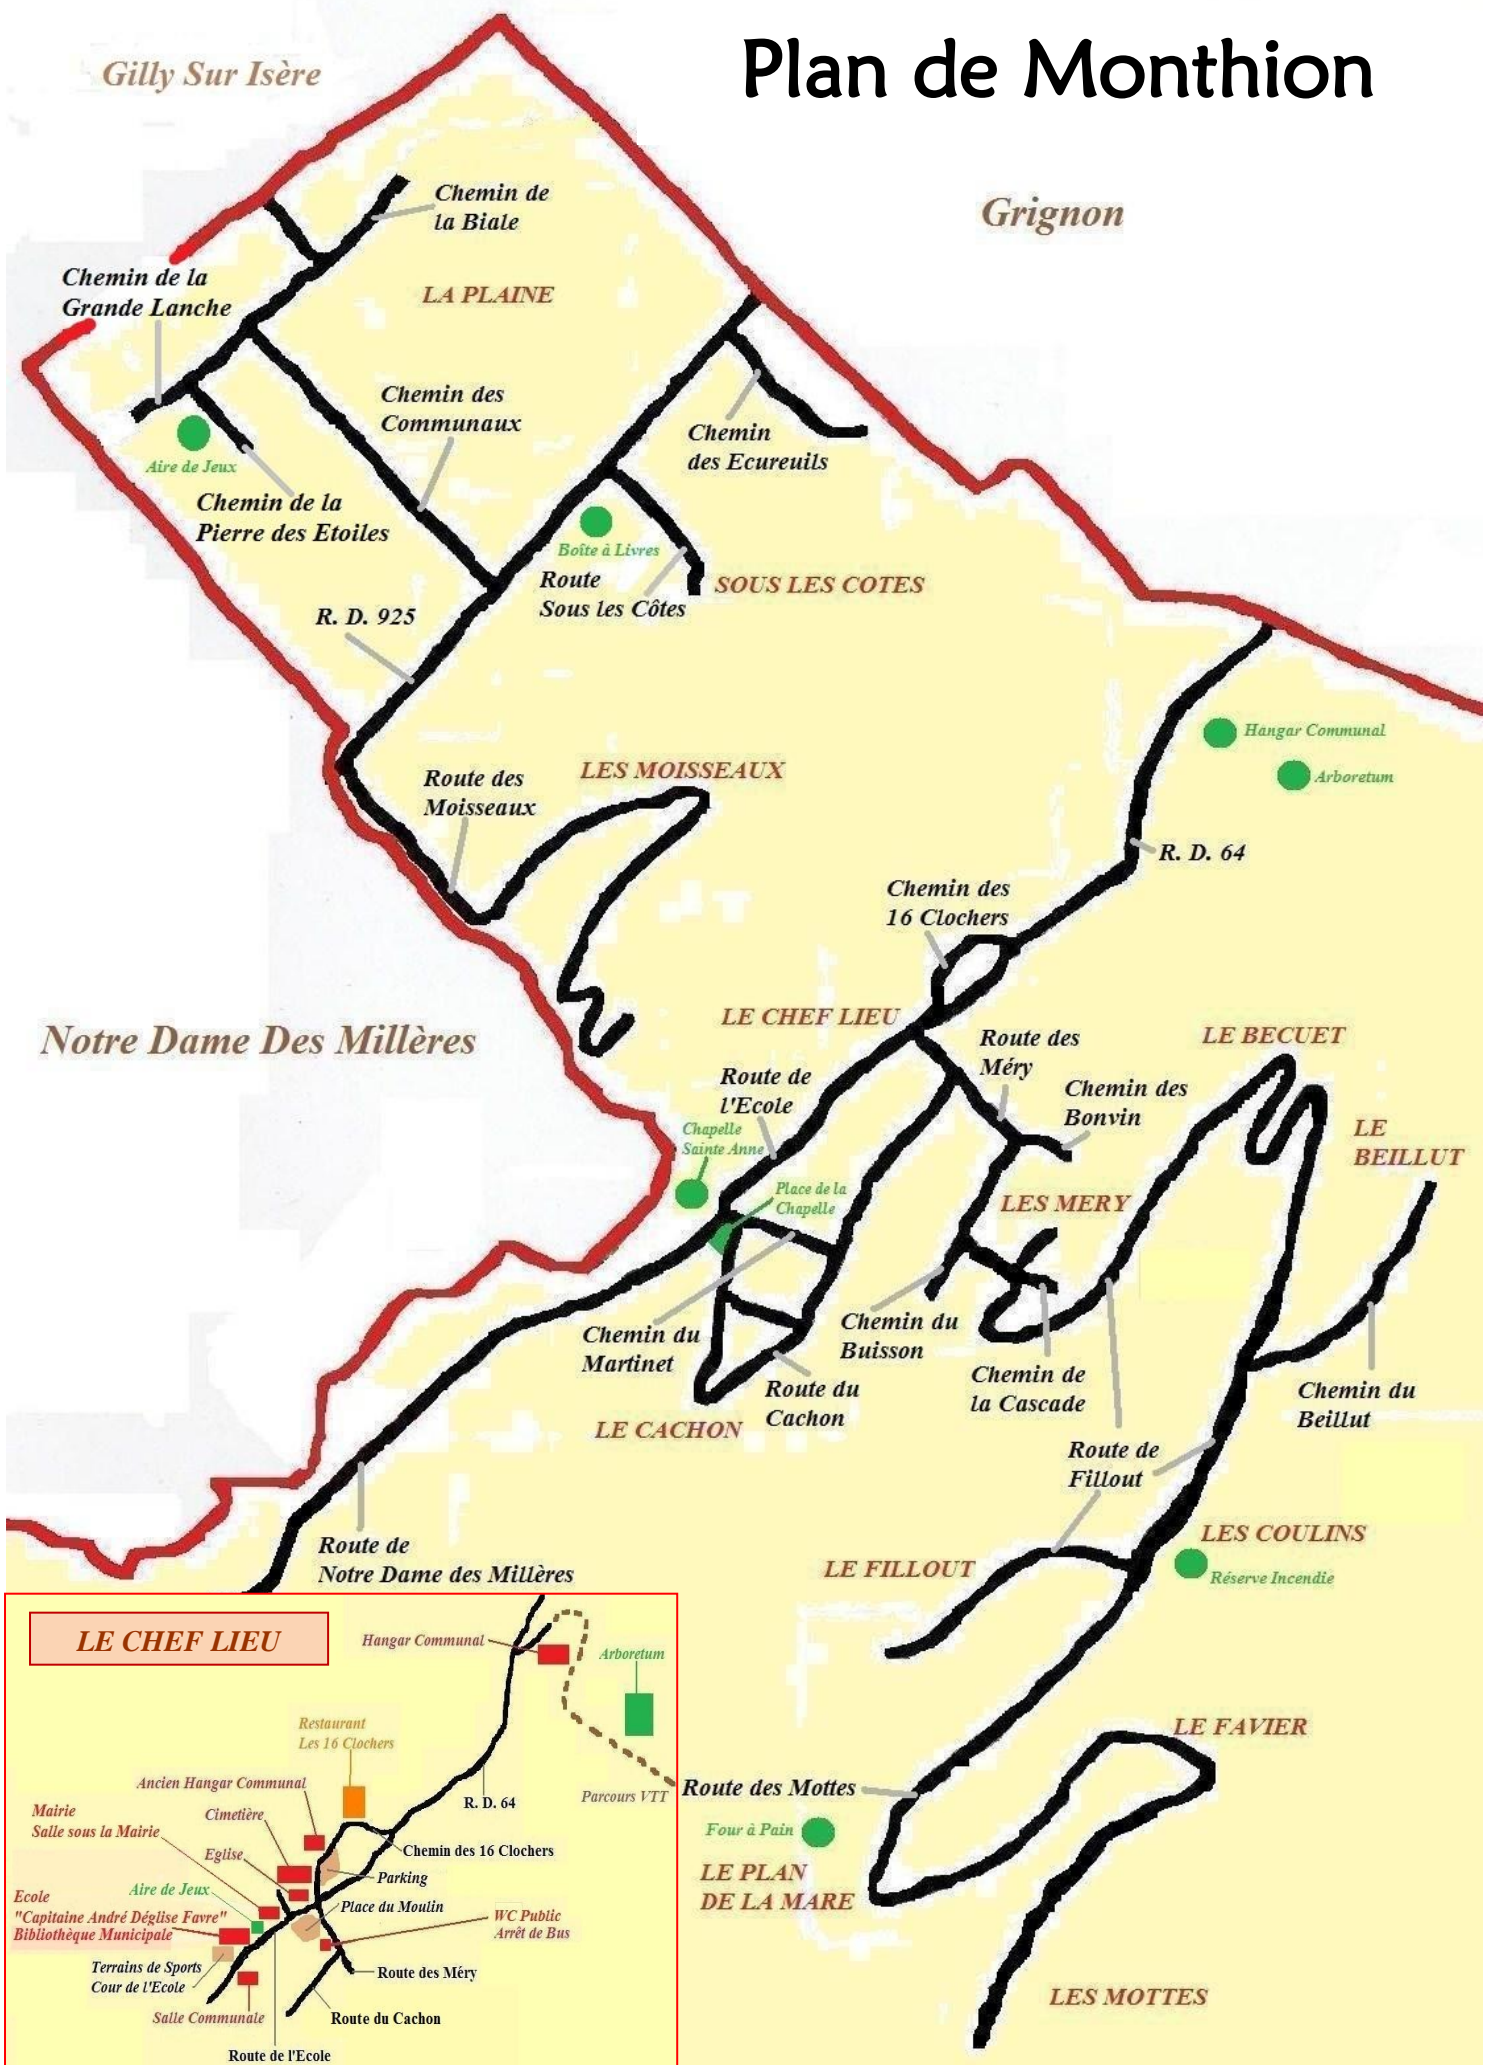 Plan de Monthion
Gilly Sur Isère
Grignon
Chemin de
la Biale
Chemin de la
Grande Lanche
LA PLAINE
Chemin des
Communaux
Chemin
des Ecureuils
Aire de Jeux
Chemin de la
Pierre des Etoiles
Boîte à Livres
Route
Sous les Côtes
SOUS LES COTES
R. D. 925
Hangar Communal
Arboretum
Route des
Moisseaux
LES MOISSEAUX
R. D. 64
Chemin des
16 Clochers
LE CHEF LIEU
Notre Dame Des Millères
Route des
Méry
LE BECUET
Route de
l'Ecole
Chemin des
Bonvin
Chapelle
Sainte Anne
LE
BEILLUT
Place de la
Chapelle
LES MERY
Chemin du
Martinet
Chemin du
Buisson
Route du
Cachon
Chemin de
la Cascade
Chemin du
Beillut
LE CACHON
Route de
Fillout
LES COULINS
Route de
Notre Dame des Millères
LE FILLOUT
Réserve Incendie
LE FAVIER
Route des Mottes
Four à Pain
LE PLAN
DE LA MARE
LES MOTTES
LE CHEF LIEU
Hangar Communal
Arboretum
Restaurant
Les 16 Clochers
Ancien Hangar Communal
R. D. 64
Parcours VTT
Mairie
Salle sous la Mairie
Cimetière
Chemin des 16 Clochers
Eglise
Parking
Aire de Jeux
Place du Moulin
Ecole
"Capitaine André Déglise Favre"
Bibliothèque Municipale
WC Public
Arrêt de Bus
Terrains de Sports
Cour de l'Ecole
Route des Méry
Salle Communale
Route du Cachon
Route de l'Ecole